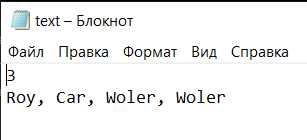 text – Блокнот
Файл Правка Формат Вид Справка
3
Roy, Car, Woler, Woler